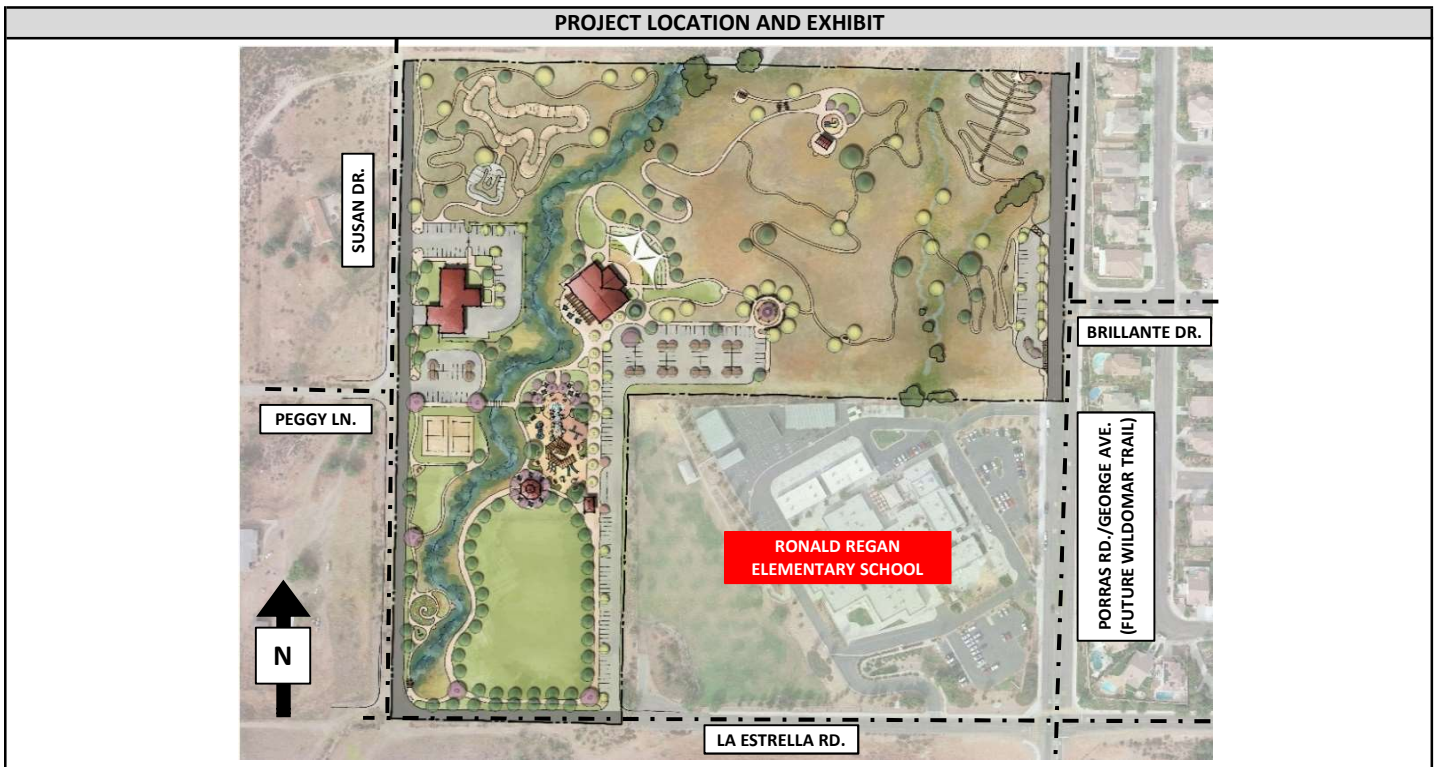 PROJECT LOCATION AND EXHIBIT
SUSAN DR.
BRILLANTE DR.
PEGGY LN.
PORRAS RD./GEORGE AVE.
(FUTURE WILDOMAR TRAIL)
RONALD REGAN
ELEMENTARY SCHOOL
N
LA ESTRELLA RD.